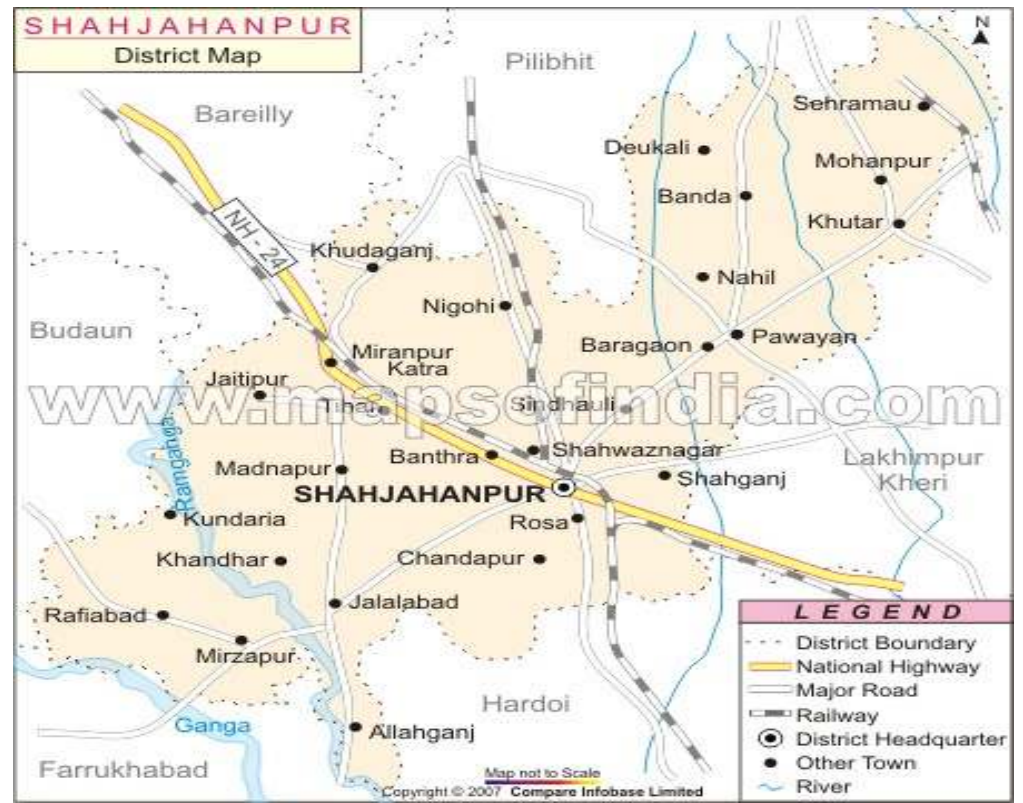 SHAHJAHANPUR
District Map
N
Pilibhit
Bareilly
Sehramau
Deukali
Mohanpur
Banda
Khutar
NH - 24
Khudaganj
Nahil
Nigohi
Budaun
Baragaon
Pawayan
Miranpur
Katra
Jaitipur
www.mapsofindia.com
Tihar
Sindhauli
Ramganga
Banthra
Shahwaznagar
Lakhimpur
Kheri
Madnapur
Shahganj
SHAHJAHANPUR
Kundaria
Rosa
Khandhar
Chandapur
Rafiabad
Jalalabad
Mirzapur
Hardoi
Ganga
Allahganj
Farrukhabad
LEGEND
District Boundary
National Highway
Major Road
Railway
District Headquarter
Other Town
River
Map not to Scale
Copyright © 2007 Compare Infobase Limited